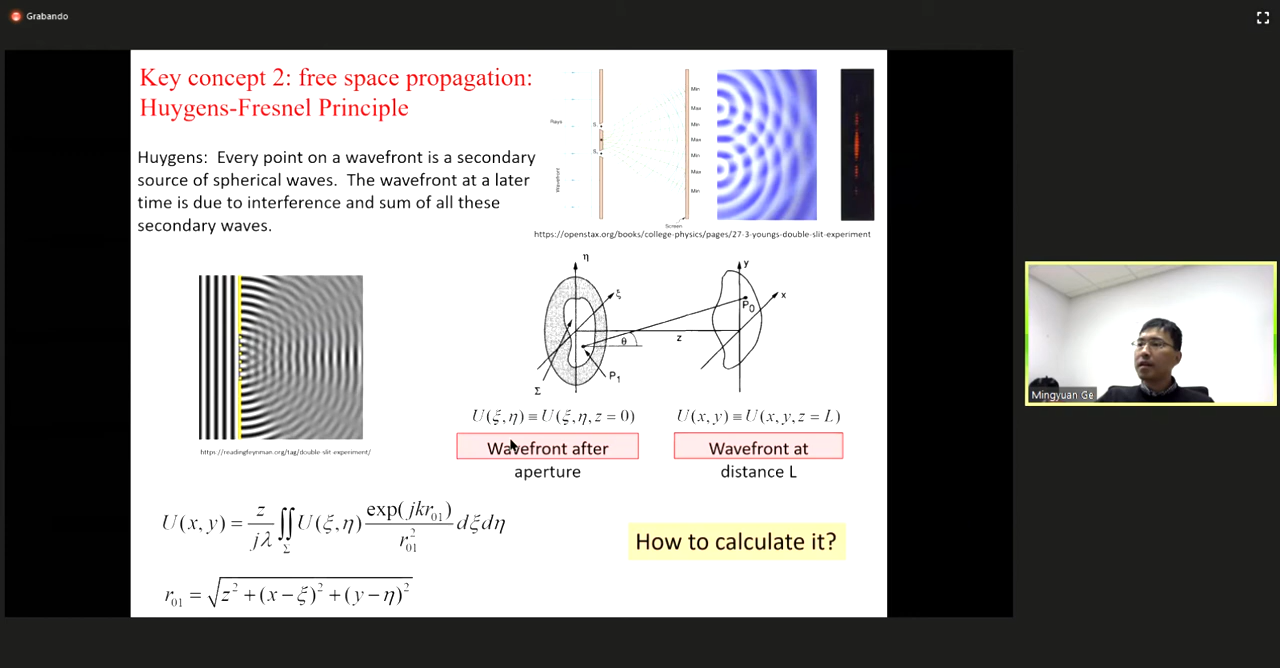 Grabando
Key concept 2: free space propagation:
Huygens-Fresnel Principle
Huygens: Every point on a wavefront is a secondary
source of spherical waves. The wavefront at a later
time is due to interference and sum of all these
secondary waves.
Rays
Wavefront
S
S
Min
Max
Min
Max
Min
Max
Min
Screen
https://openstax.org/books/college-physics/pages/27-3-youngs-double-slit-experiment
https://readingfeynman.org/tag/double-slit-experiment/
η
ξ
θ
z
P₁
Σ
y
x
P₀
U(ξ,η) ≡ U(ξ,η, z = 0)
U(x, y) ≡ U(x, y, z = L)
Wavefront after
aperture
Wavefront at
distance L
U(x, y) = z/jλ ∬_Σ U(ξ,η) exp(jkr₀₁)/r₀₁² dξdη
How to calculate it?
r₀₁ = √(z² + (x − ξ)² + (y − η)²)
Mingyuan Ge